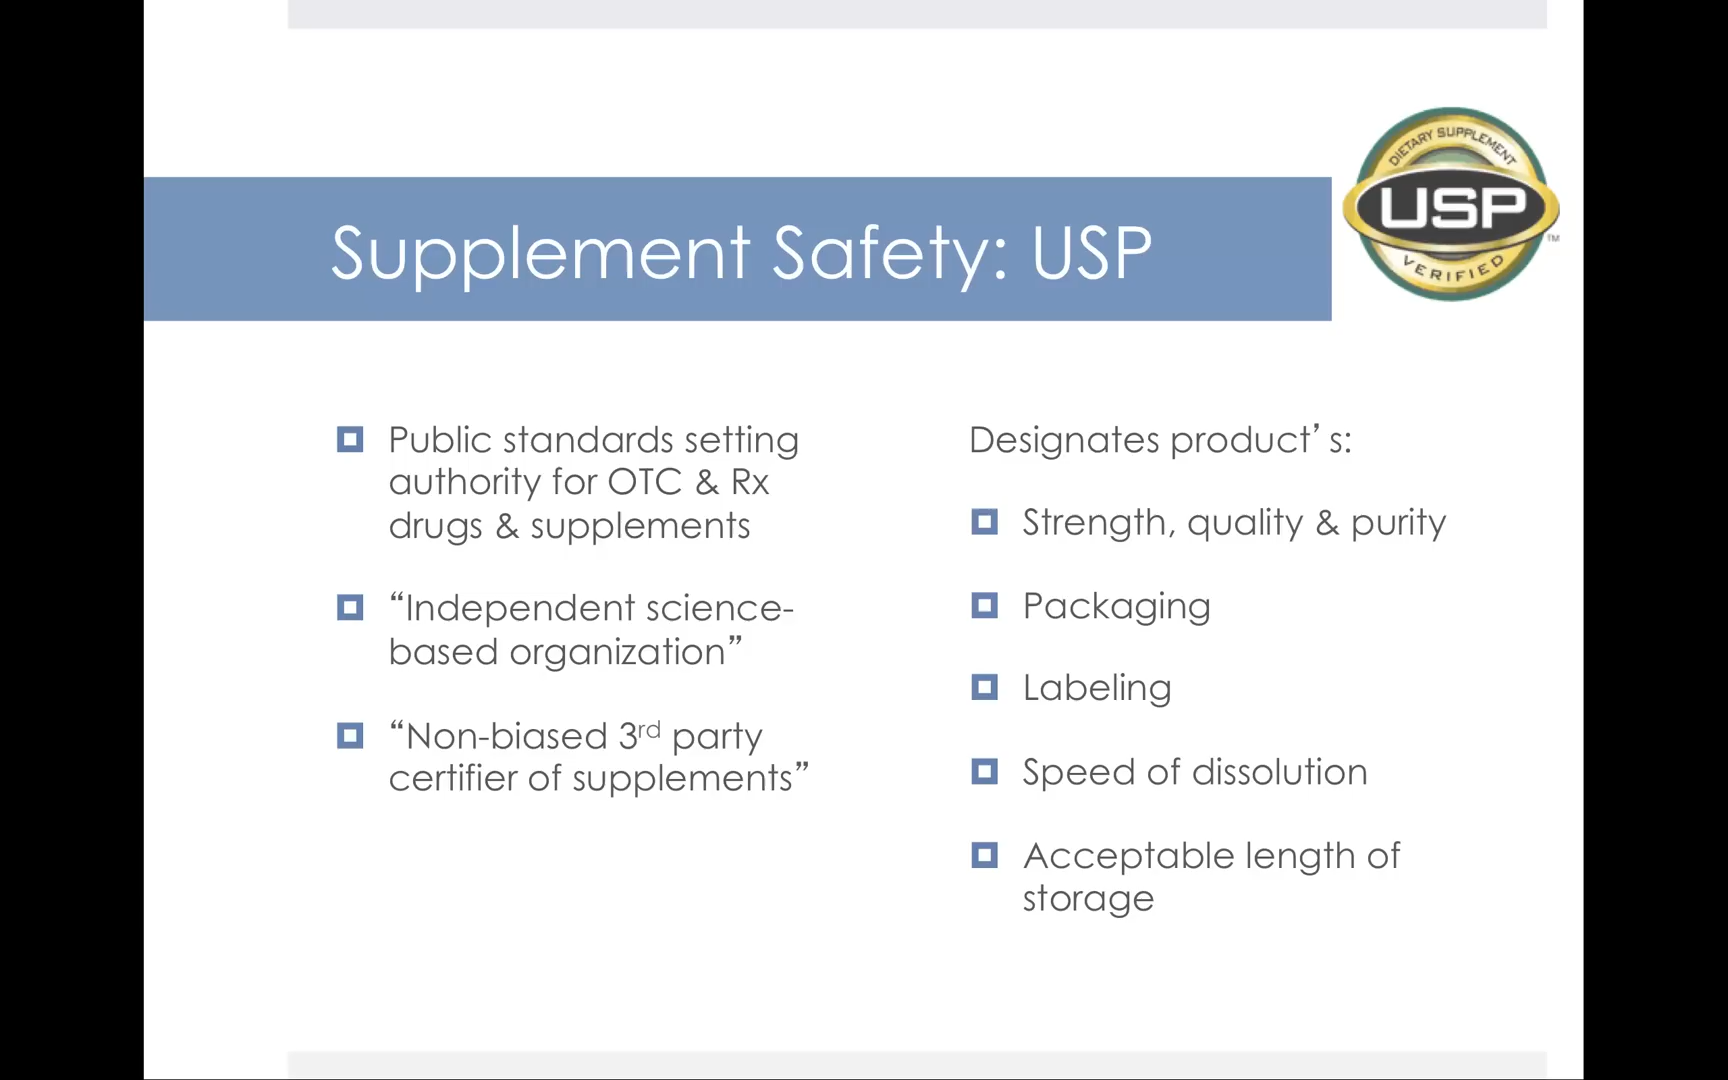 DIETARY SUPPLEMENT
USP
TM
VERIFIED
Supplement Safety: USP
Public standards setting
authority for OTC & Rx
drugs & supplements
“Independent science-
based organization”
“Non-biased 3rd party
certifier of supplements”
Designates product’s:
Strength, quality & purity
Packaging
Labeling
Speed of dissolution
Acceptable length of
storage